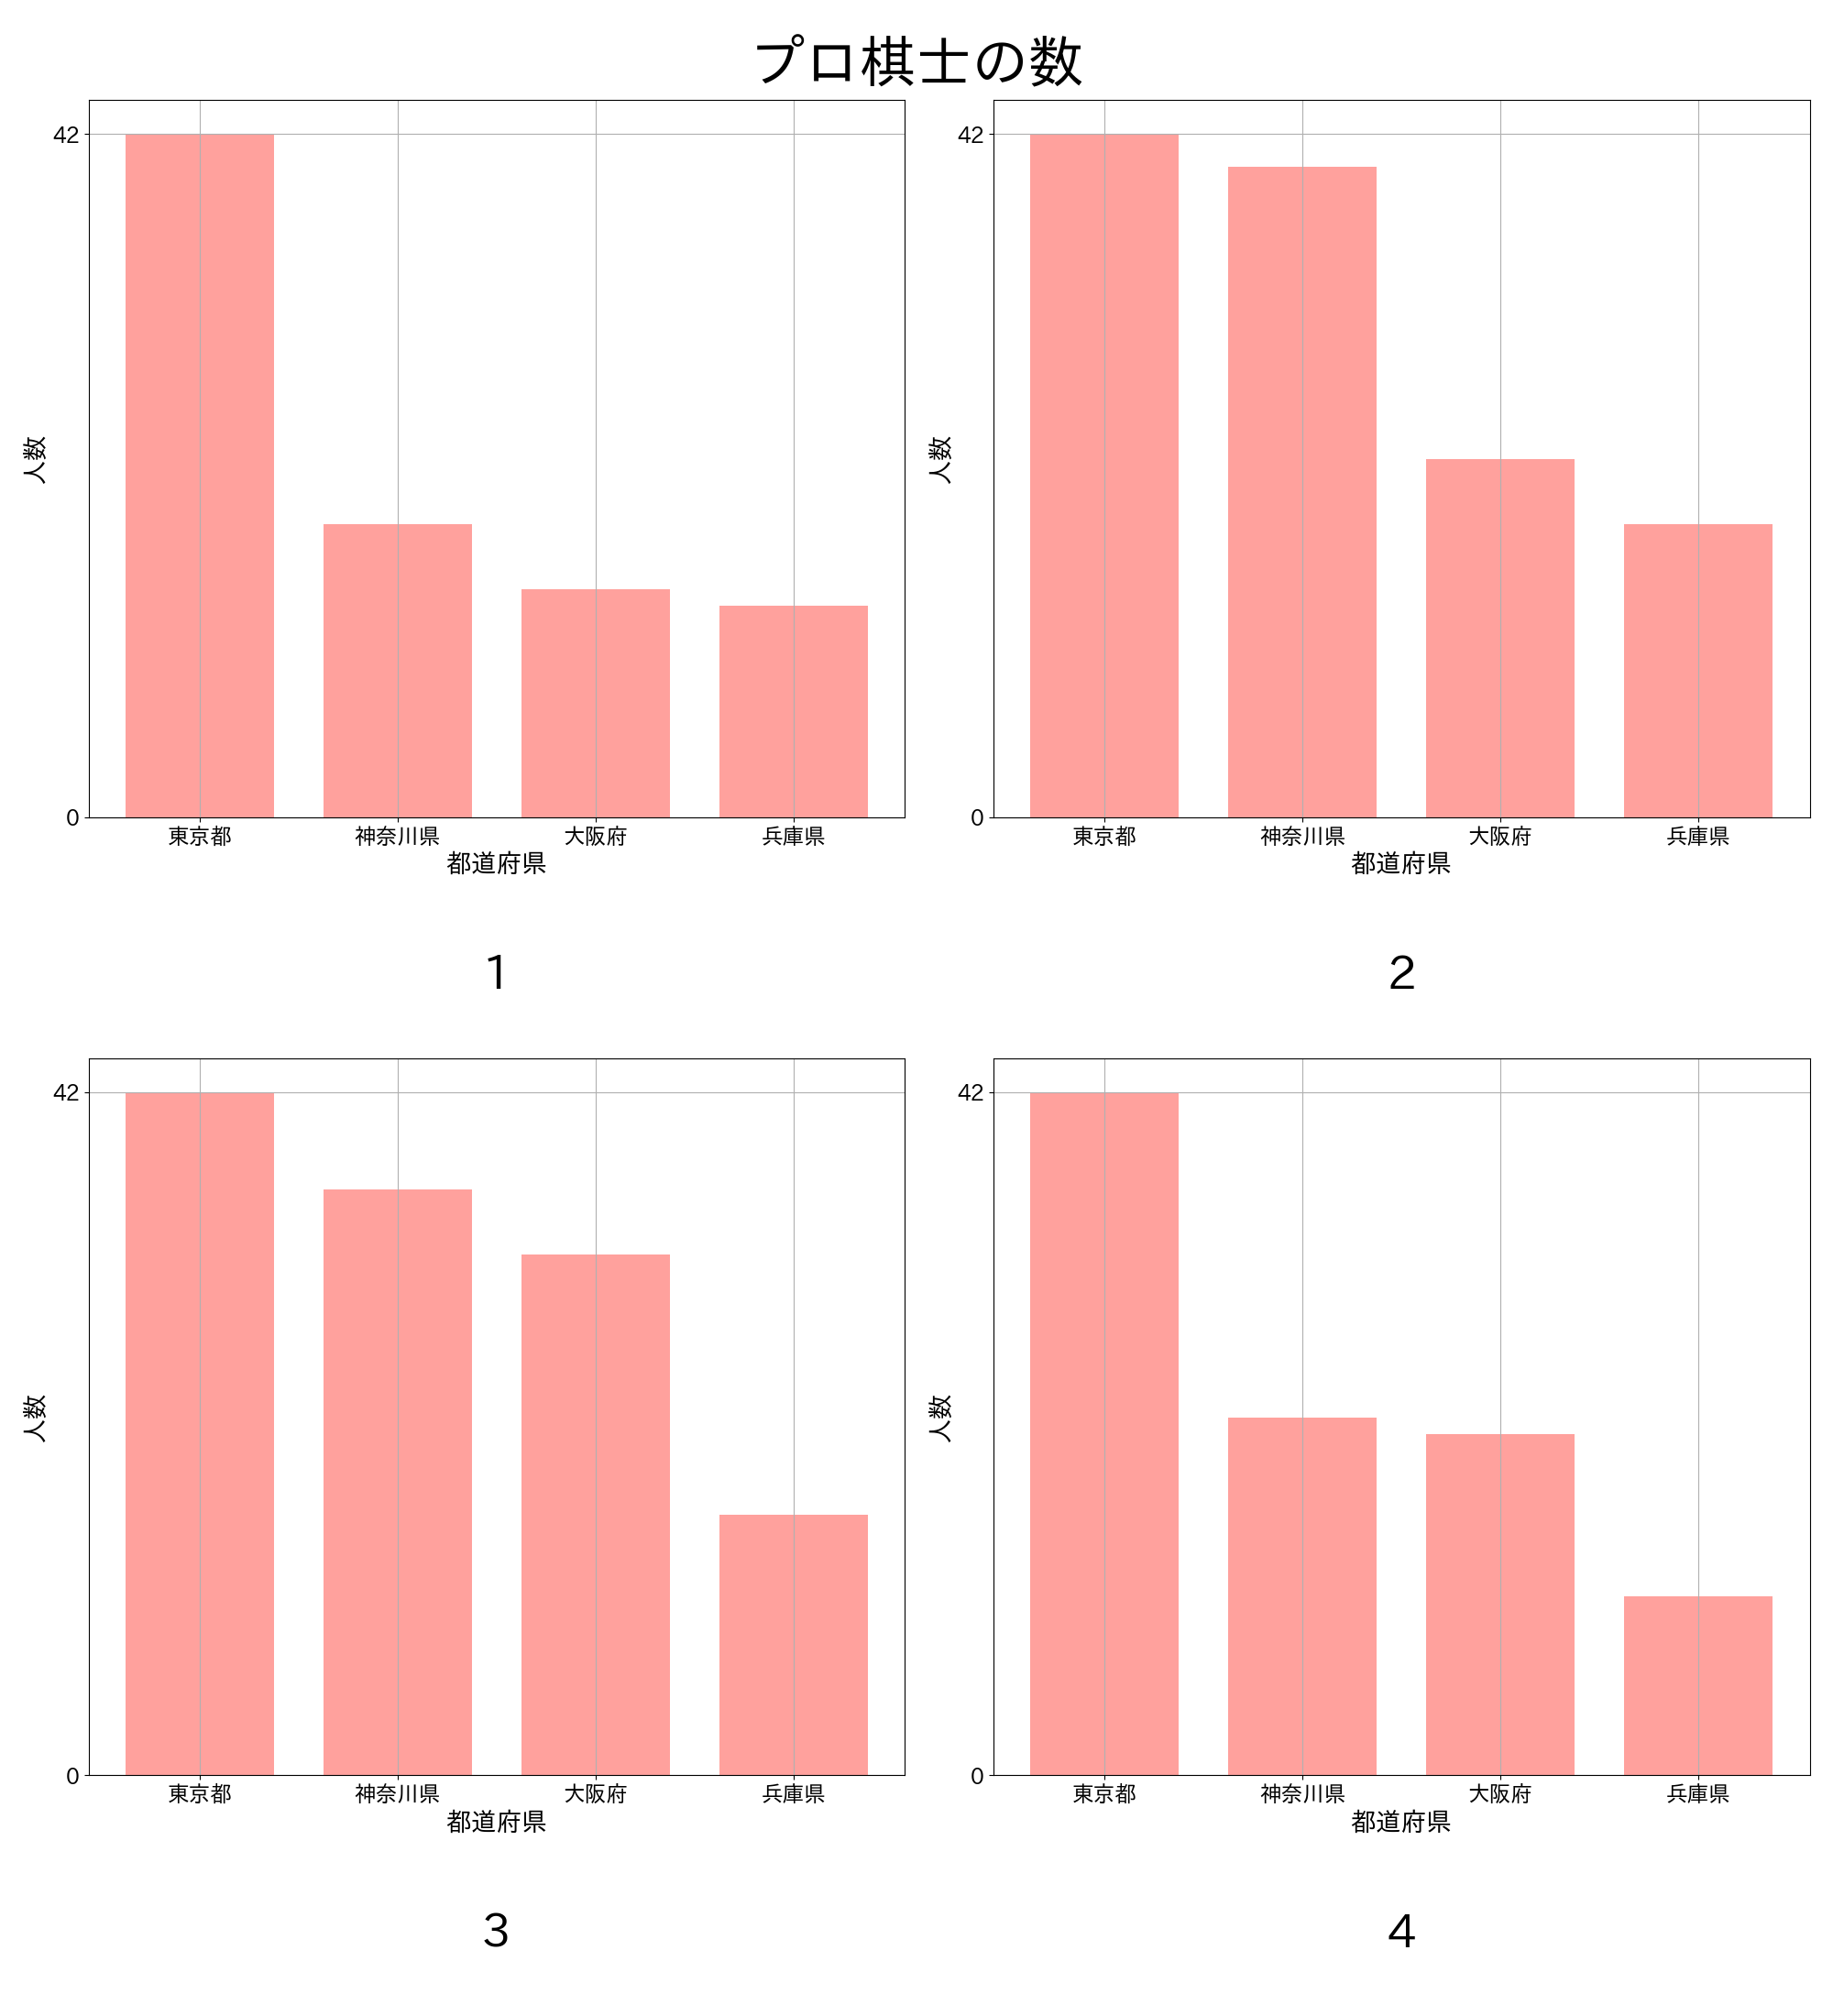 プロ棋士の数
42
0
人数
東京都 神奈川県 大阪府 兵庫県
都道府県
1
42
0
人数
東京都 神奈川県 大阪府 兵庫県
都道府県
2
42
0
人数
東京都 神奈川県 大阪府 兵庫県
都道府県
3
42
0
人数
東京都 神奈川県 大阪府 兵庫県
都道府県
4